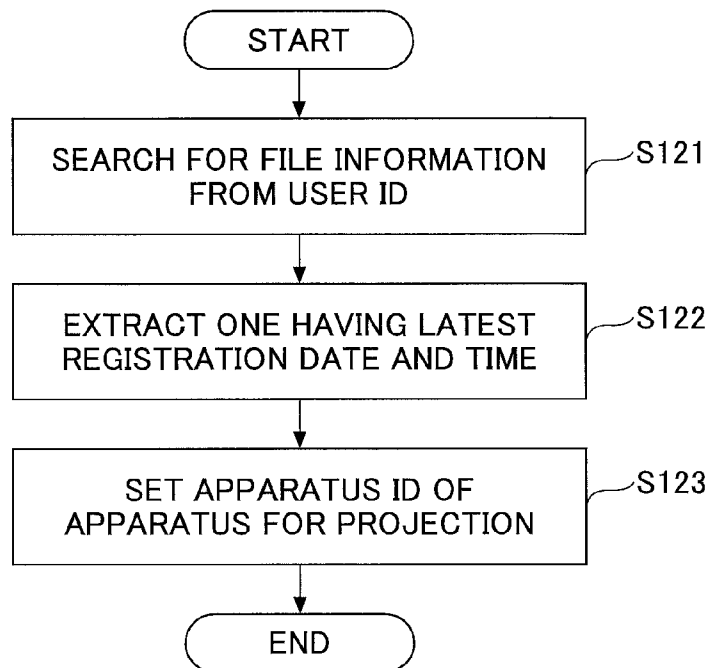 START
SEARCH FOR FILE INFORMATION
FROM USER ID
S121
EXTRACT ONE HAVING LATEST
REGISTRATION DATE AND TIME
S122
SET APPARATUS ID OF
APPARATUS FOR PROJECTION
S123
END